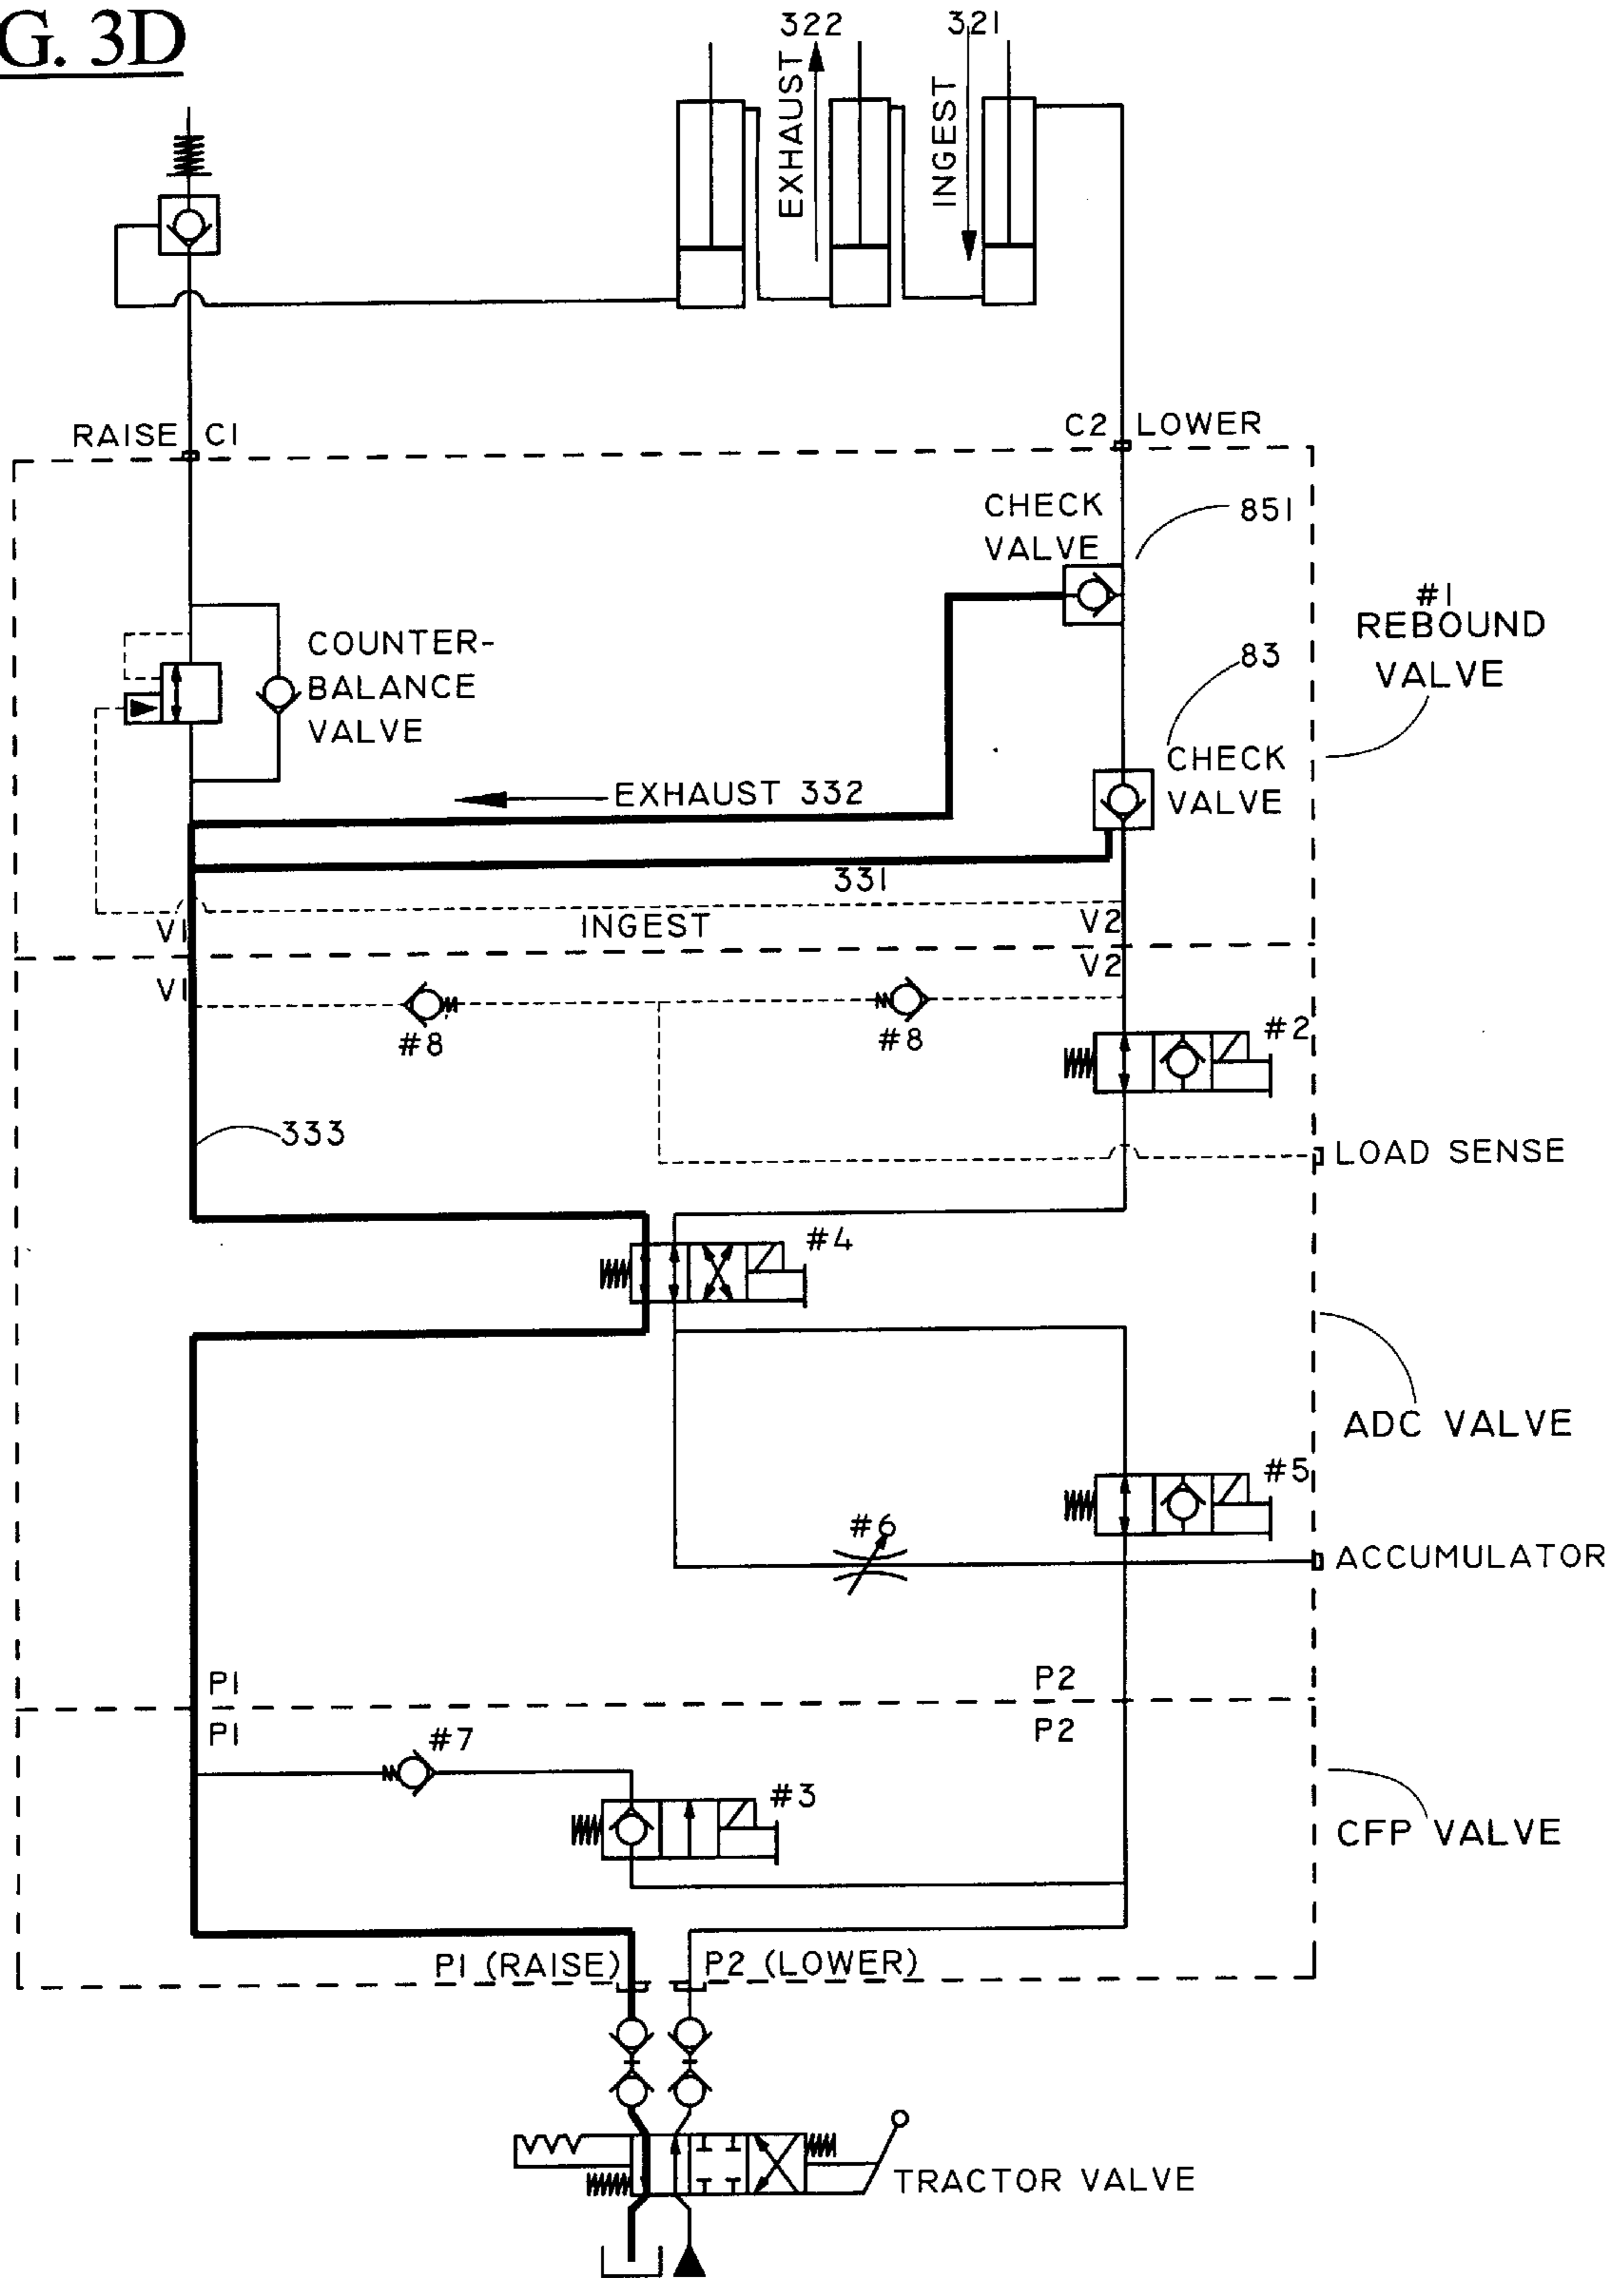 G. 3D
322
321
EXHAUST
INGEST
RAISE C1
C2 LOWER
CHECK
VALVE
851
#1
REBOUND
VALVE
COUNTER-
BALANCE
VALVE
83
CHECK
VALVE
EXHAUST 332
331
INGEST
V1
V2
V1
V2
#8
#8
#2
333
LOAD SENSE
#4
ADC VALVE
#5
#6
ACCUMULATOR
P1
P2
P1
P2
#7
#3
CFP VALVE
P1 (RAISE)
P2 (LOWER)
TRACTOR VALVE